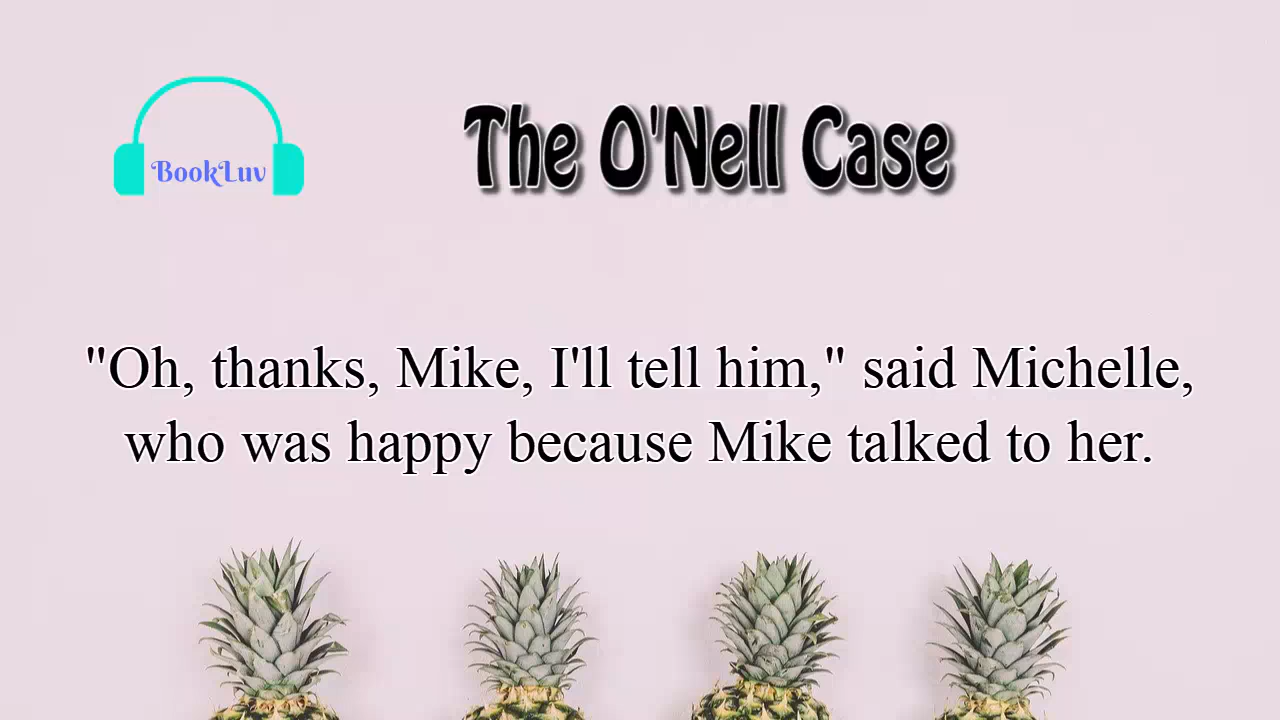 BookLuv
The O'Nell Case
"Oh, thanks, Mike, I'll tell him," said Michelle,
who was happy because Mike talked to her.